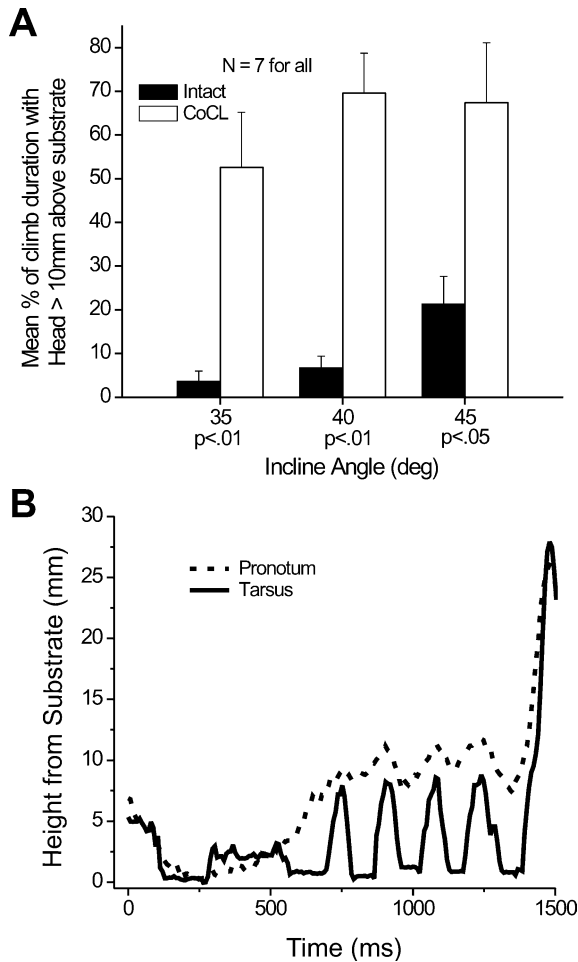 A
Mean % of climb duration with
Head > 10mm above substrate
80
70
60
50
40
30
20
10
0
N = 7 for all
Intact
CoCL
35 40 45
p<.01 p<.01 p<.05
Incline Angle (deg)
B
Height from Substrate (mm)
30
25
20
15
10
5
0
Pronotum
Tarsus
0 500 1000 1500
Time (ms)